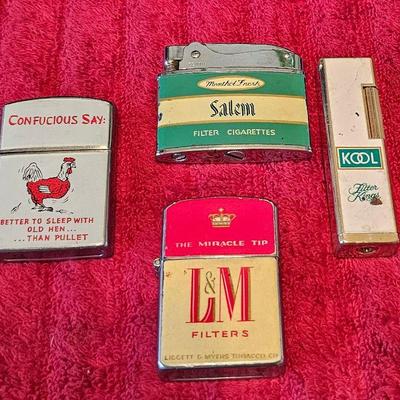 CONFUCIOUS SAY:
BETTER TO SLEEP WITH
OLD HEN...
...THAN PULLET
Menthol Fresh
Salem
FILTER CIGARETTES
KOOL
Filter
Kings
THE MIRACLE TIP
L&M
FILTERS
LIGGETT & MYERS TOBACCO CO.